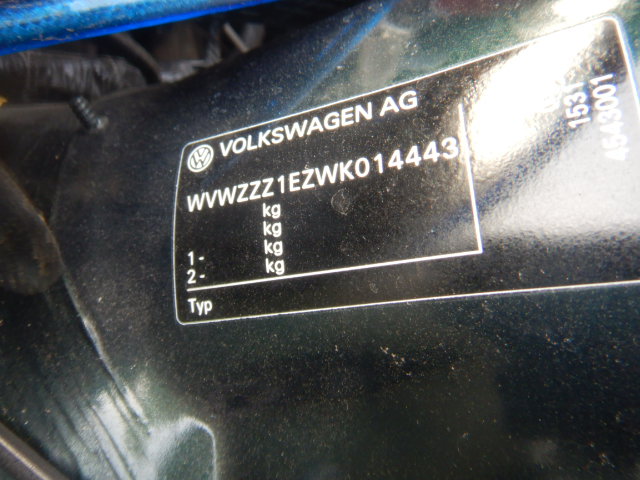 VOLKSWAGEN AG
WVWZZZ1EZWK014443
kg
kg
1- kg
2- kg
Typ
1531
4543001